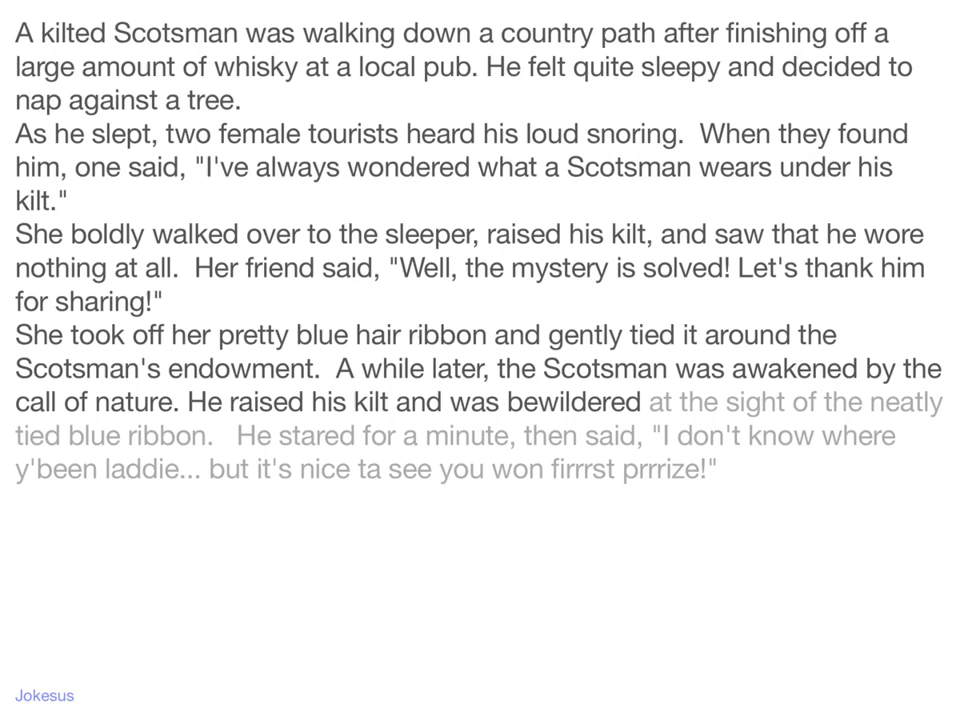 A kilted Scotsman was walking down a country path after finishing off a
large amount of whisky at a local pub. He felt quite sleepy and decided to
nap against a tree.
As he slept, two female tourists heard his loud snoring.  When they found
him, one said, "I've always wondered what a Scotsman wears under his
kilt."
She boldly walked over to the sleeper, raised his kilt, and saw that he wore
nothing at all.  Her friend said, "Well, the mystery is solved! Let's thank him
for sharing!"
She took off her pretty blue hair ribbon and gently tied it around the
Scotsman's endowment.  A while later, the Scotsman was awakened by the
call of nature. He raised his kilt and was bewildered at the sight of the neatly
tied blue ribbon.   He stared for a minute, then said, "I don't know where
y'been laddie... but it's nice ta see you won firrrst prrrize!"
Jokesus